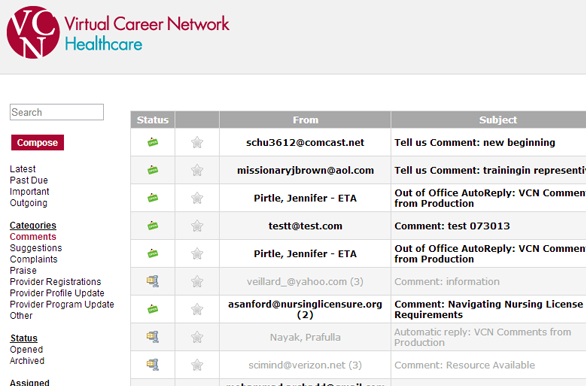 VCN Virtual Career Network
Healthcare
Search
Compose
Latest
Past Due
Important
Outgoing
Categories
Comments
Suggestions
Complaints
Praise
Provider Registrations
Provider Profile Update
Provider Program Update
Other
Status
Opened
Archived
Assigned
Status From Subject
schu3612@comcast.net Tell us Comment: new beginning
missionaryjbrown@aol.com Tell us Comment: trainingin representiv
Pirtle, Jennifer - ETA Out of Office AutoReply: VCN Comment
from Production
testt@test.com Comment: test 073013
Pirtle, Jennifer - ETA Out of Office AutoReply: VCN Comment
from Production
veillard_@yahoo.com (3) Comment: information
asanford@nursinglicensure.org Comment: Navigating Nursing License
(2) Requirements
Nayak, Prafulla Automatic reply: VCN Comments from
Production
scimind@verizon.net (3) Comment: Resource Available